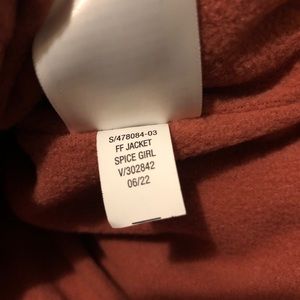 S/478084-03
FF JACKET
SPICE GIRL
V/302842
06/22